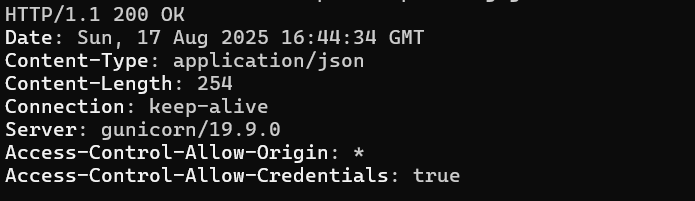 HTTP/1.1 200 OK
Date: Sun, 17 Aug 2025 16:44:34 GMT
Content-Type: application/json
Content-Length: 254
Connection: keep-alive
Server: gunicorn/19.9.0
Access-Control-Allow-Origin: *
Access-Control-Allow-Credentials: true